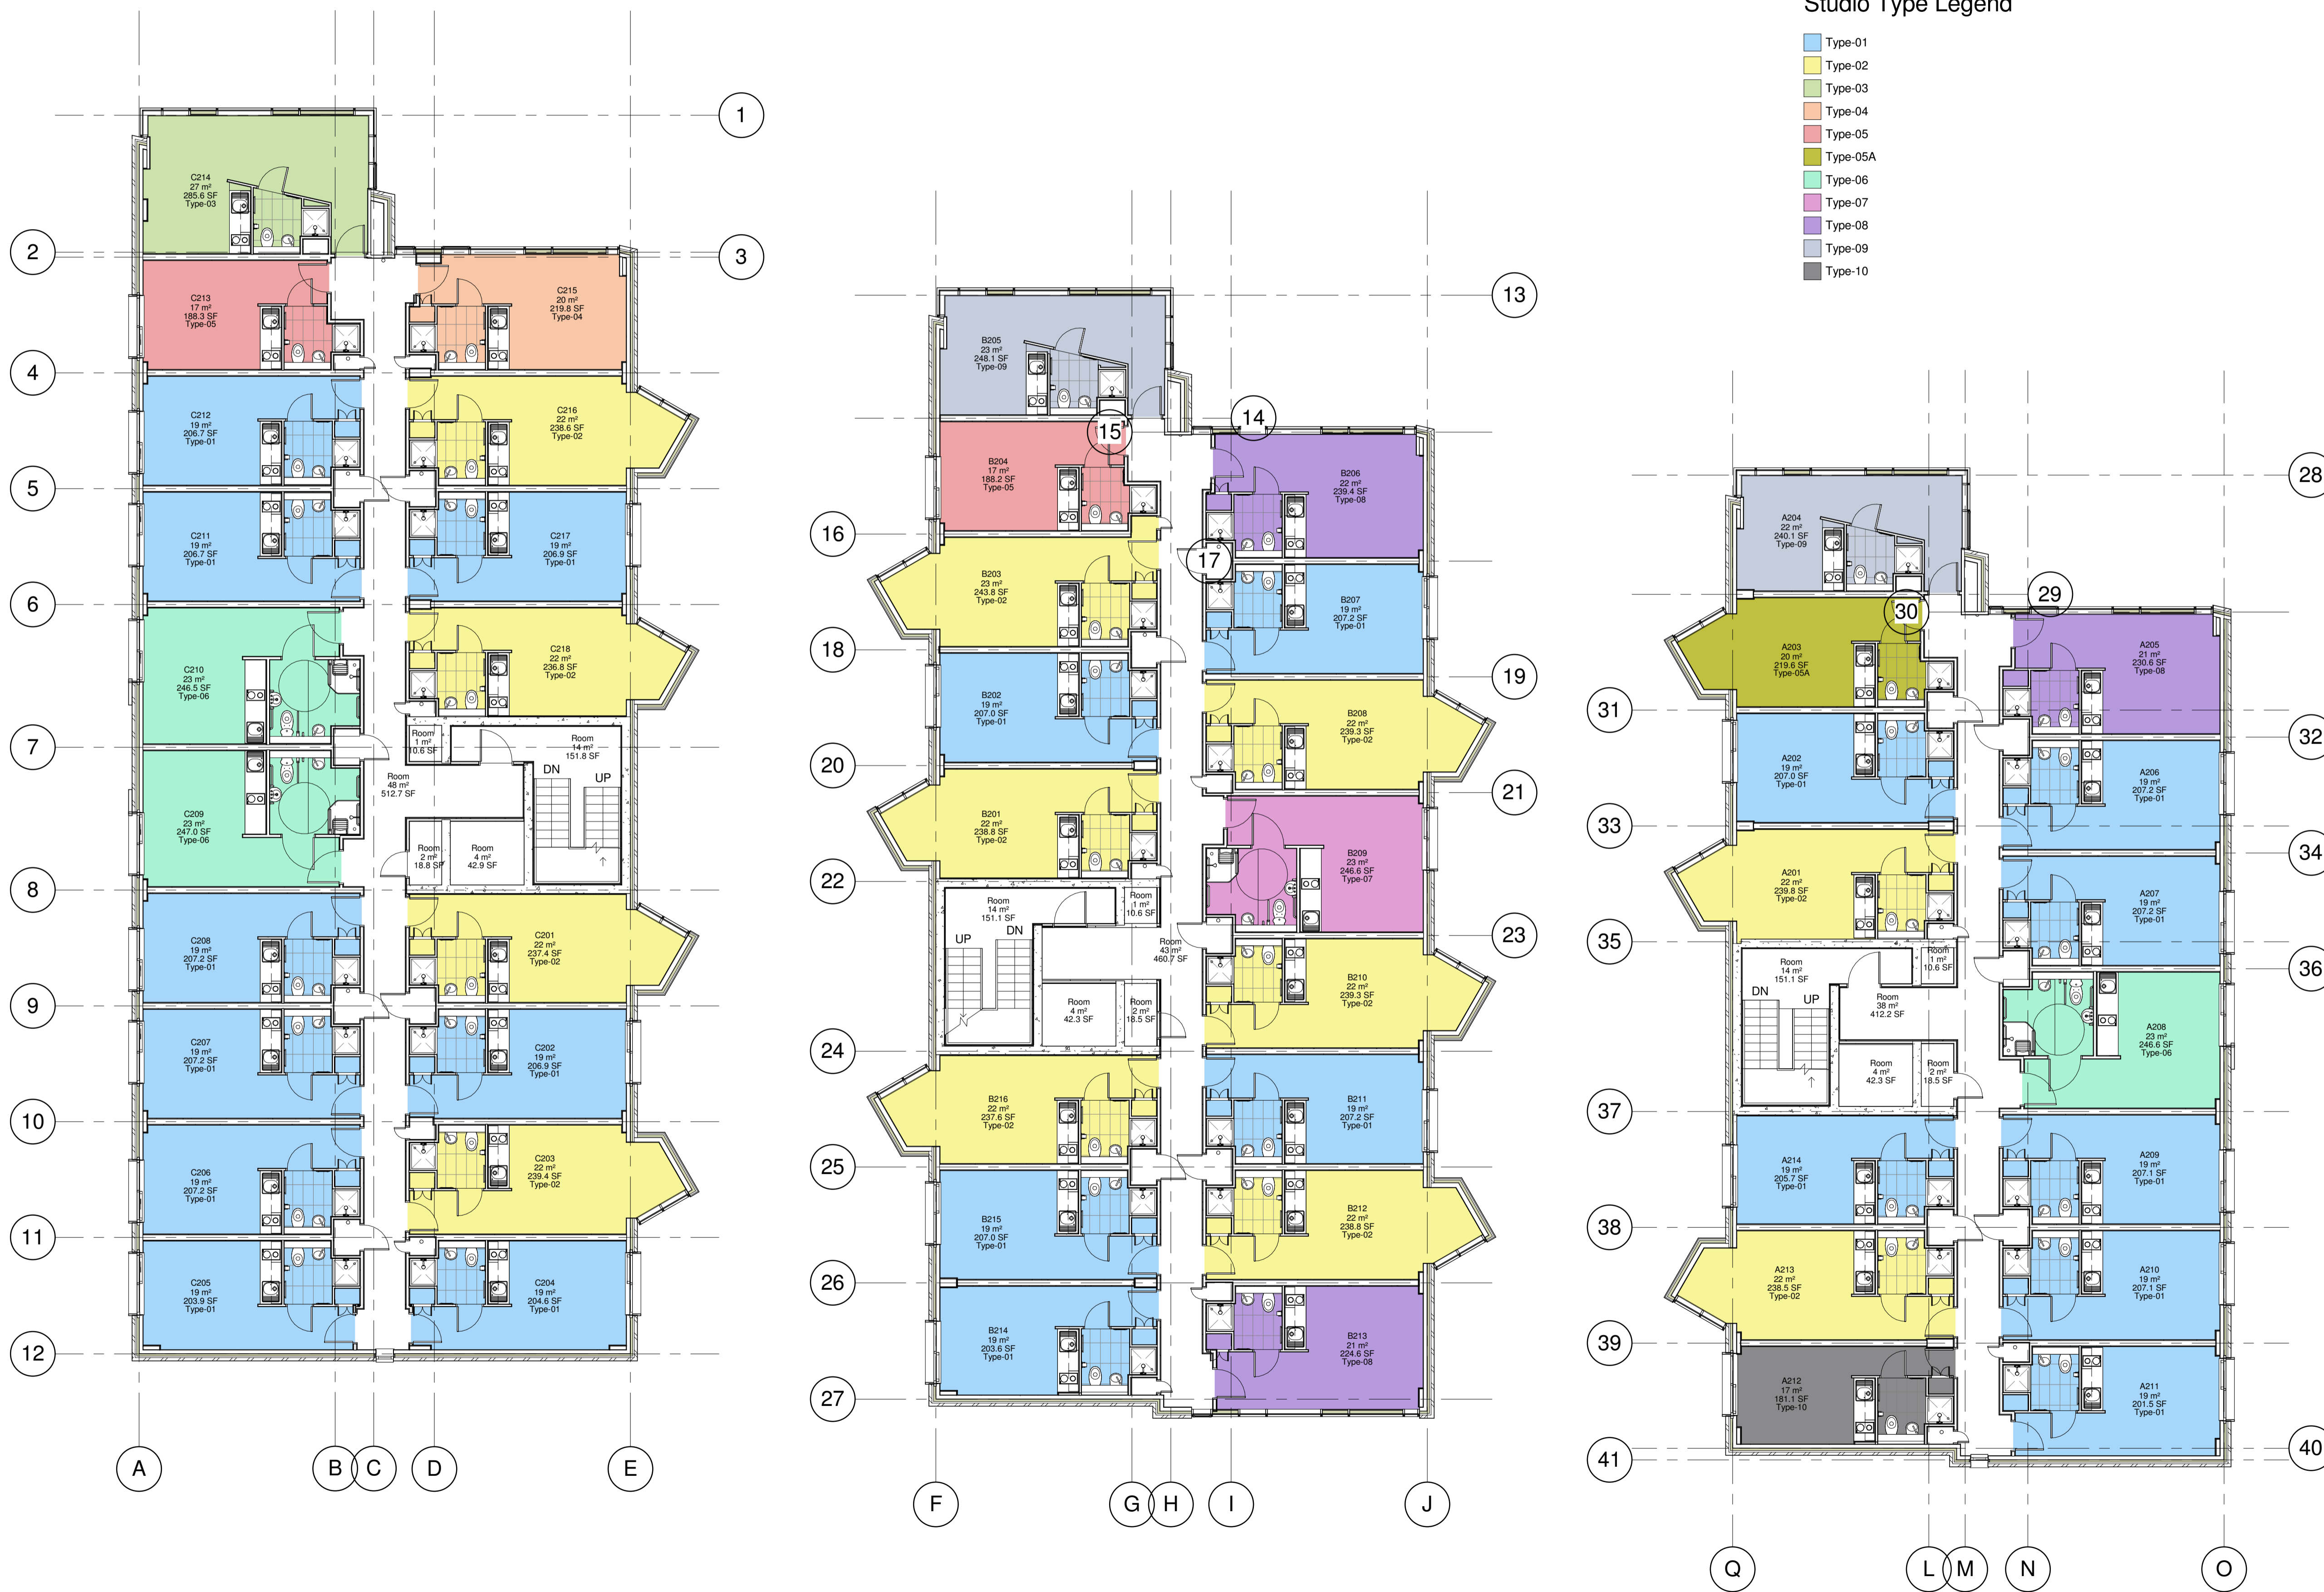 Studio Type Legend
Type-01
Type-02
Type-03
Type-04
Type-05
Type-05A
Type-06
Type-07
Type-08
Type-09
Type-10
1
2
3
4
5
6
7
8
9
10
11
12
A
B
C
D
E
C214
27 m²
285.6 SF
Type-03
C213
17 m²
188.3 SF
Type-05
C215
20 m²
219.8 SF
Type-04
C212
19 m²
206.7 SF
Type-01
C216
22 m²
238.6 SF
Type-02
C211
19 m²
206.7 SF
Type-01
C217
19 m²
206.9 SF
Type-01
C210
23 m²
246.5 SF
Type-06
C218
22 m²
236.8 SF
Type-02
Room
1 m²
10.6 SF
Room
14 m²
151.8 SF
DN
UP
Room
48 m²
512.7 SF
C209
23 m²
247.0 SF
Type-06
Room
2 m²
18.8 SF
Room
4 m²
42.9 SF
C208
19 m²
207.2 SF
Type-01
C201
22 m²
237.4 SF
Type-02
C207
19 m²
207.2 SF
Type-01
C202
19 m²
206.9 SF
Type-01
C206
19 m²
207.2 SF
Type-01
C203
22 m²
239.4 SF
Type-02
C205
19 m²
203.9 SF
Type-01
C204
19 m²
204.6 SF
Type-01
13
14
15
16
17
18
19
20
21
22
23
24
25
26
27
F
G
H
I
J
B205
23 m²
248.1 SF
Type-09
B204
17 m²
188.2 SF
Type-05
B206
22 m²
239.4 SF
Type-08
B203
23 m²
243.8 SF
Type-02
B207
19 m²
207.2 SF
Type-01
B202
19 m²
207.0 SF
Type-01
B208
22 m²
239.3 SF
Type-02
B201
22 m²
238.8 SF
Type-02
B209
23 m²
246.6 SF
Type-07
Room
14 m²
151.1 SF
Room
1 m²
10.6 SF
UP
DN
Room
43 m²
460.7 SF
B210
22 m²
239.3 SF
Type-02
Room
4 m²
42.3 SF
Room
2 m²
18.5 SF
B216
22 m²
237.6 SF
Type-02
B211
19 m²
207.2 SF
Type-01
B215
19 m²
207.0 SF
Type-01
B212
22 m²
238.8 SF
Type-02
B214
19 m²
203.6 SF
Type-01
B213
21 m²
224.6 SF
Type-08
28
29
30
31
32
33
34
35
36
37
38
39
40
41
Q
L
M
N
O
A204
22 m²
240.1 SF
Type-09
A203
20 m²
219.6 SF
Type-05A
A205
21 m²
230.6 SF
Type-08
A202
19 m²
207.0 SF
Type-01
A206
19 m²
207.2 SF
Type-01
A201
22 m²
239.8 SF
Type-02
A207
19 m²
207.2 SF
Type-01
Room
14 m²
151.1 SF
Room
1 m²
10.6 SF
DN
UP
Room
38 m²
412.2 SF
A208
23 m²
246.6 SF
Type-06
Room
4 m²
42.3 SF
Room
2 m²
18.5 SF
A214
19 m²
205.7 SF
Type-01
A209
19 m²
207.1 SF
Type-01
A213
22 m²
238.5 SF
Type-02
A210
19 m²
207.1 SF
Type-01
A212
17 m²
181.1 SF
Type-10
A211
19 m²
201.5 SF
Type-01